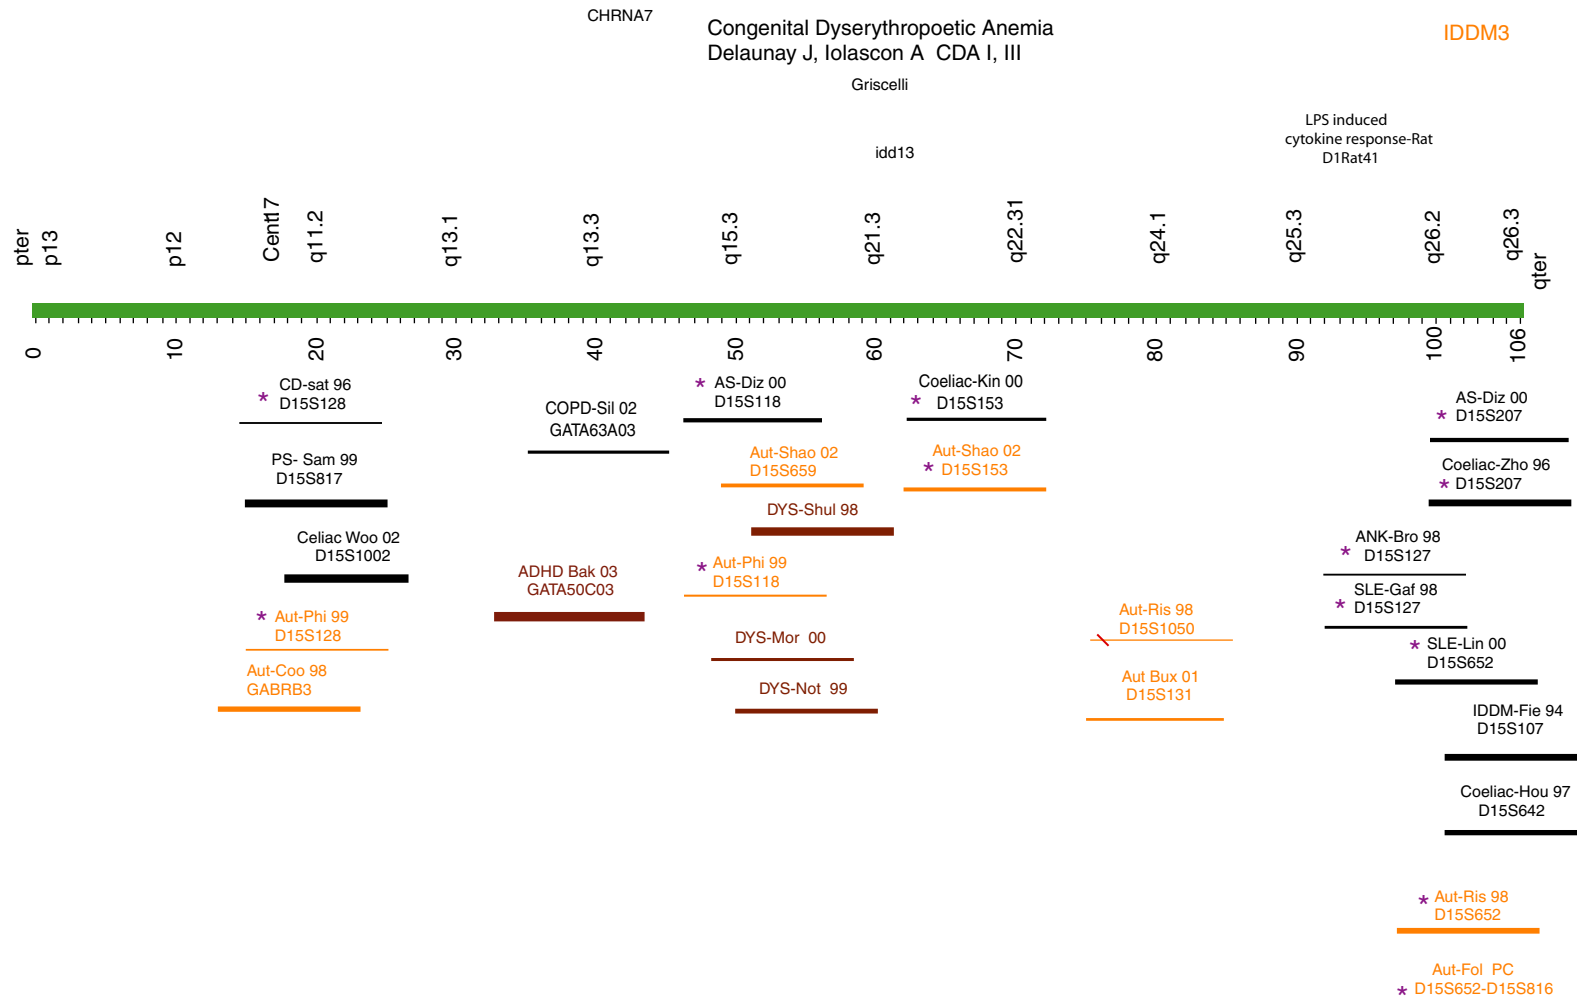 CHRNA7
Congenital Dyserythropoetic Anemia
Delaunay J, Iolascon A  CDA I, III
IDDM3
Griscelli
LPS induced
cytokine response-Rat
D1Rat41
idd13
pter
p13
p12
Cent17
q11.2
q13.1
q13.3
q15.3
q21.3
q22.31
q24.1
q25.3
q26.2
q26.3
qter
0
10
20
30
40
50
60
70
80
90
100
106
* CD-sat 96
D15S128
PS- Sam 99
D15S817
Celiac Woo 02
D15S1002
* Aut-Phi 99
D15S128
Aut-Coo 98
GABRB3
COPD-Sil 02
GATA63A03
ADHD Bak 03
GATA50C03
* AS-Diz 00
D15S118
Aut-Shao 02
D15S659
DYS-Shul 98
* Aut-Phi 99
D15S118
DYS-Mor 00
DYS-Not 99
Coeliac-Kin 00
* D15S153
Aut-Shao 02
* D15S153
Aut-Ris 98
D15S1050
Aut Bux 01
D15S131
AS-Diz 00
* D15S207
Coeliac-Zho 96
* D15S207
ANK-Bro 98
* D15S127
SLE-Gaf 98
* D15S127
* SLE-Lin 00
D15S652
IDDM-Fie 94
D15S107
Coeliac-Hou 97
D15S642
* Aut-Ris 98
D15S652
Aut-Fol PC
* D15S652-D15S816